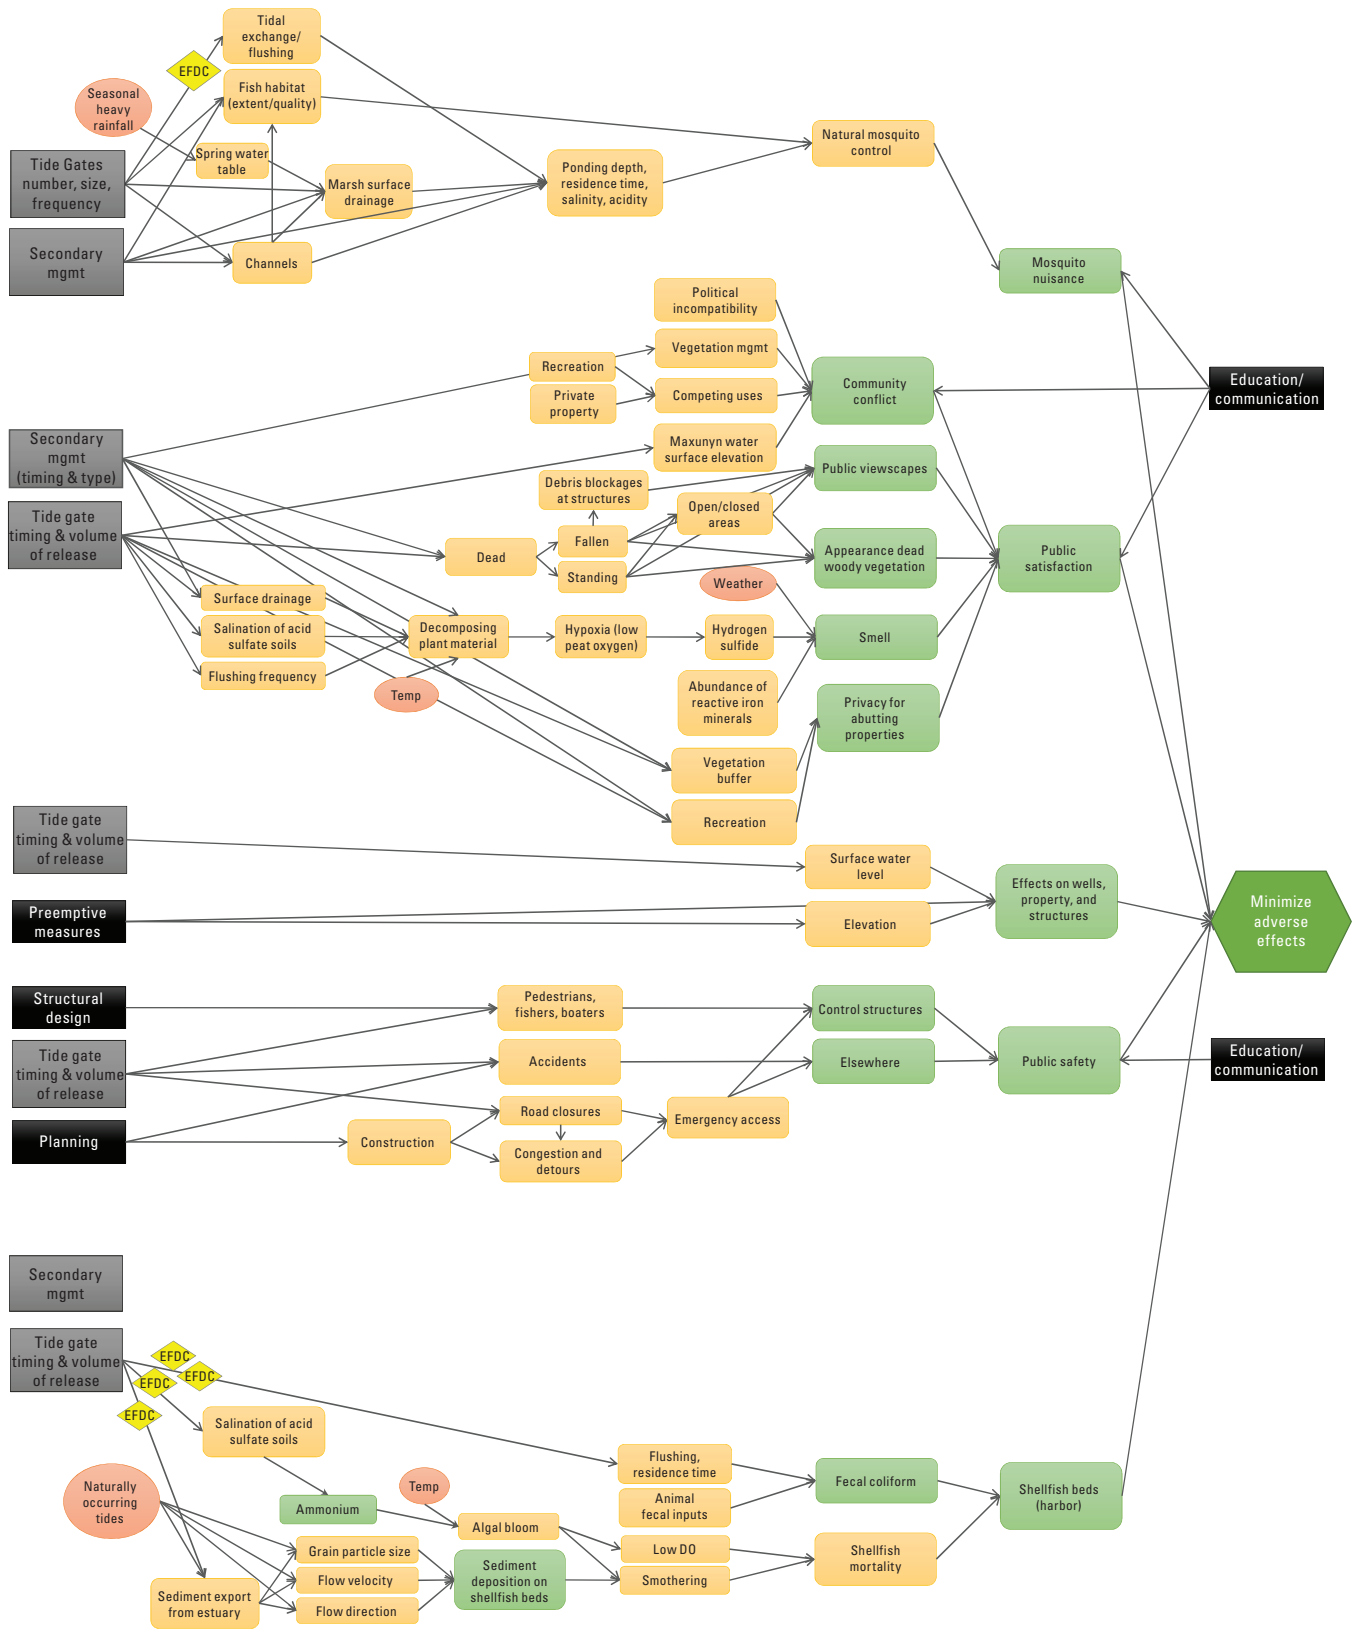 Tidal
exchange/
flushing
EFDC
Seasonal
heavy
rainfall
Fish habitat
(extent/quality)
Natural mosquito
control
Spring water
table
Tide Gates
number, size,
frequency
Marsh surface
drainage
Ponding depth,
residence time,
salinity, acidity
Secondary
mgmt
Channels
Mosquito
nuisance
Political
incompatibility
Vegetation mgmt
Recreation
Private
property
Competing uses
Community
conflict
Education/
communication
Secondary
mgmt
(timing & type)
Maxunyn water
surface elevation
Public viewscapes
Debris blockages
at structures
Open/closed
areas
Tide gate
timing & volume
of release
Dead
Fallen
Standing
Appearance dead
woody vegetation
Public
satisfaction
Weather
Surface drainage
Salination of acid
sulfate soils
Flushing frequency
Decomposing
plant material
Hypoxia (low
peat oxygen)
Hydrogen
sulfide
Smell
Temp
Abundance of
reactive iron
minerals
Privacy for
abutting
properties
Vegetation
buffer
Recreation
Tide gate
timing & volume
of release
Surface water
level
Preemptive
measures
Elevation
Effects on wells,
property, and
structures
Minimize
adverse
effects
Structural
design
Pedestrians,
fishers, boaters
Control structures
Tide gate
timing & volume
of release
Accidents
Elsewhere
Public safety
Education/
communication
Planning
Construction
Road closures
Congestion and
detours
Emergency access
Secondary
mgmt
Tide gate
timing & volume
of release
EFDC
EFDC
EFDC
EFDC
Salination of acid
sulfate soils
Flushing,
residence time
Animal
fecal inputs
Fecal coliform
Shellfish beds
(harbor)
Naturally
occurring
tides
Temp
Ammonium
Algal bloom
Grain particle size
Flow velocity
Flow direction
Sediment
deposition on
shellfish beds
Low DO
Smothering
Shellfish
mortality
Sediment export
from estuary